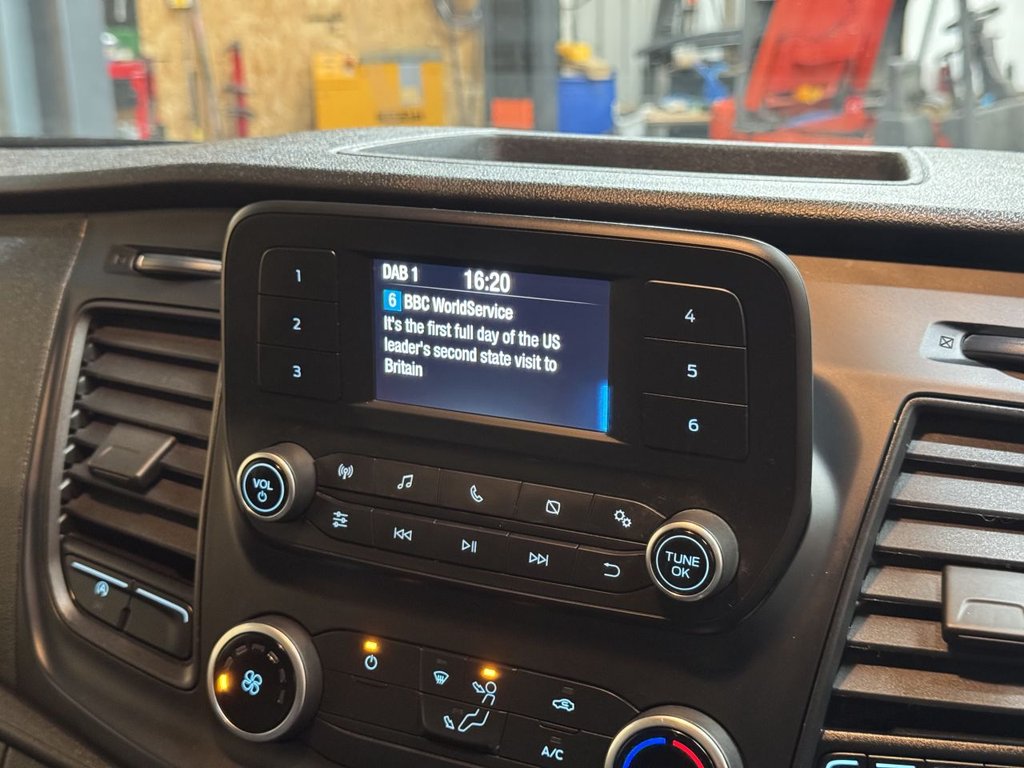 DAB 1 16:20
6 BBC WorldService
It's the first full day of the US
leader's second state visit to
Britain
1
2
3
4
5
6
VOL
TUNE
OK
A/C